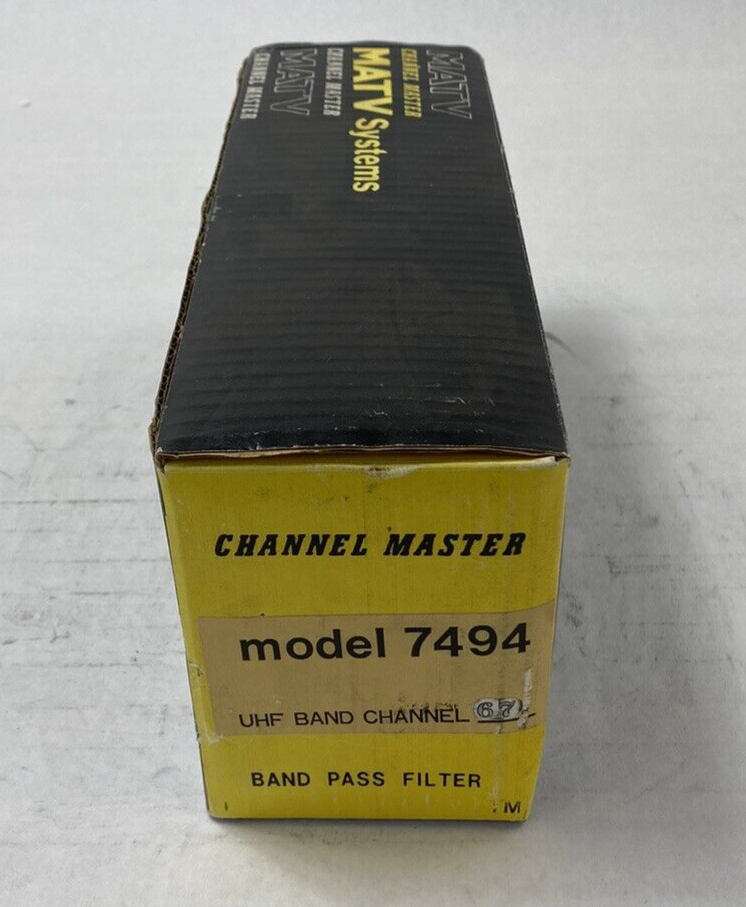 MATV
CHANNEL MASTER
MATV Systems
CHANNEL MASTER
MATV
CHANNEL MASTER
CHANNEL MASTER
model 7494
UHF BAND CHANNEL 67
BAND PASS FILTER
TM